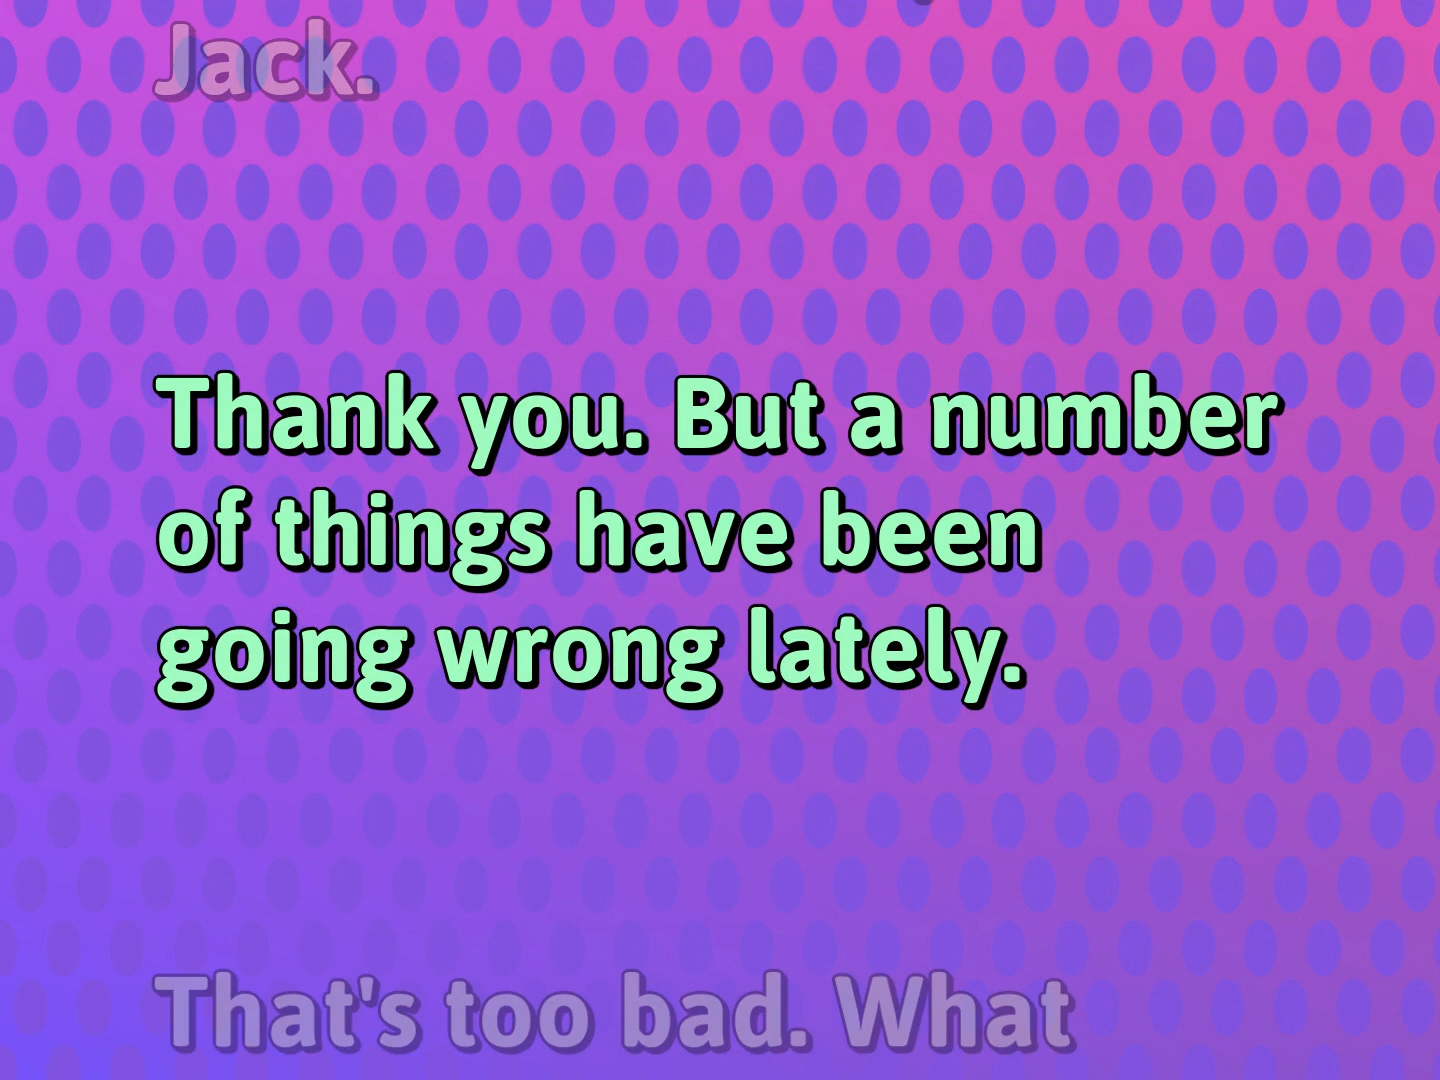 Jack.
Thank you. But a number
of things have been
going wrong lately.
That's too bad. What